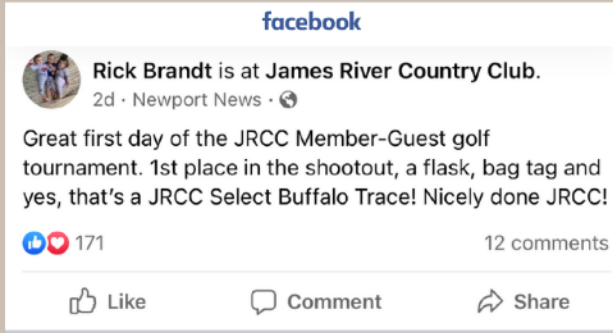 facebook
Rick Brandt is at James River Country Club.
2d · Newport News ·
Great first day of the JRCC Member-Guest golf
tournament. 1st place in the shootout, a flask, bag tag and
yes, that's a JRCC Select Buffalo Trace! Nicely done JRCC!
171 12 comments
Like Comment Share